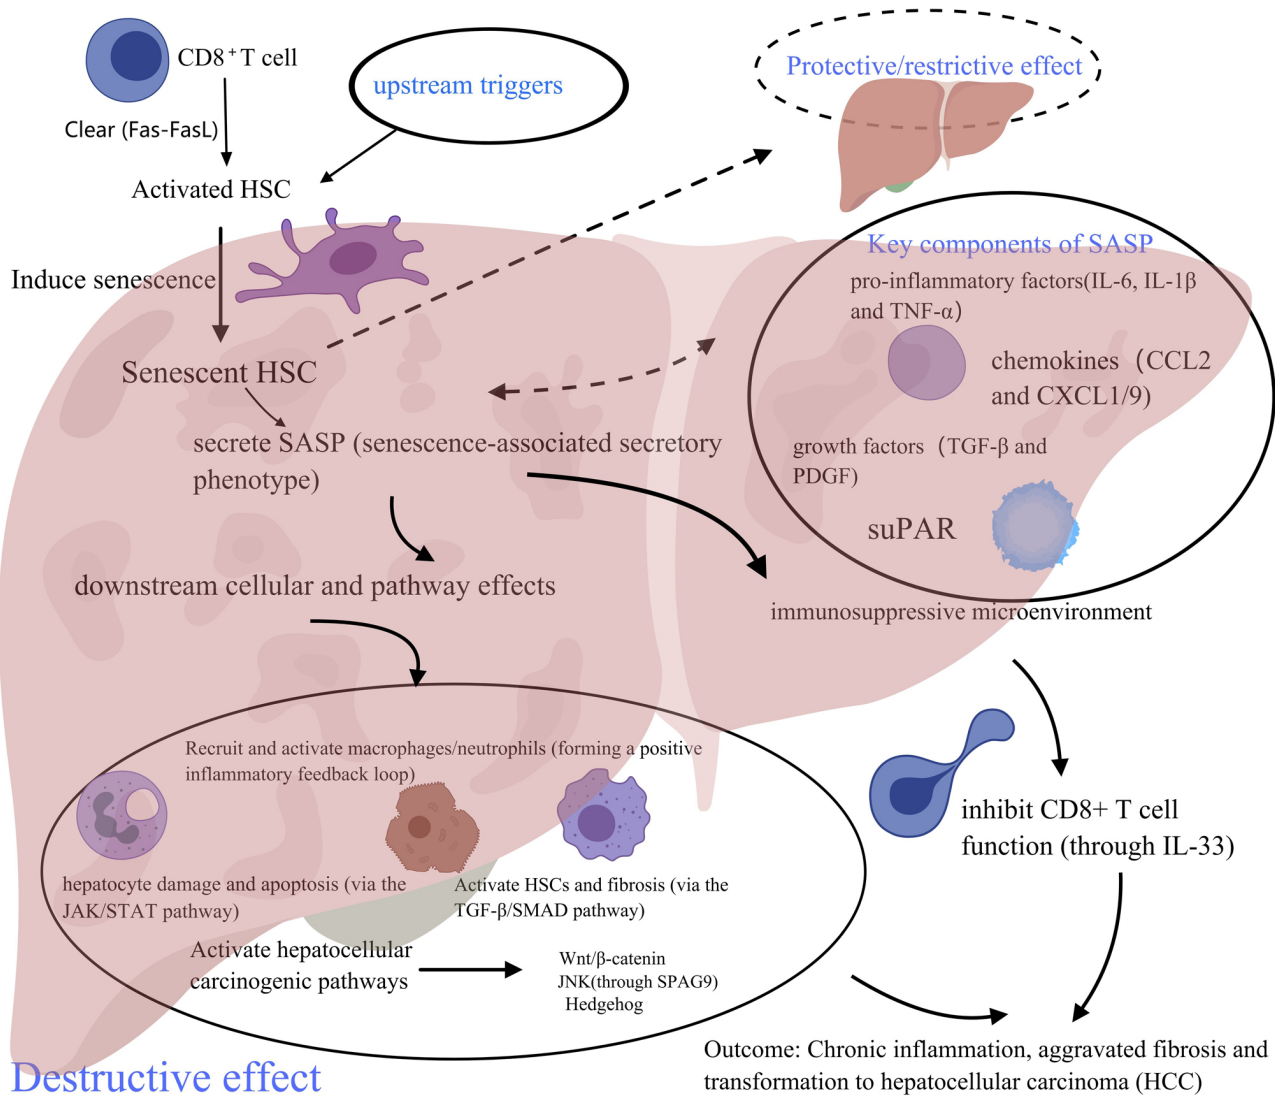 CD8⁺T cell
Clear (Fas-FasL)
upstream triggers
Activated HSC
Protective/restrictive effect
Induce senescence
Senescent HSC
secrete SASP (senescence-associated secretory
phenotype)
Key components of SASP
pro-inflammatory factors(IL-6, IL-1β
and TNF-α)
chemokines (CCL2
and CXCL1/9)
growth factors (TGF-β and
PDGF)
suPAR
downstream cellular and pathway effects
immunosuppressive microenvironment
Recruit and activate macrophages/neutrophils (forming a positive
inflammatory feedback loop)
hepatocyte damage and apoptosis (via the
JAK/STAT pathway)
Activate HSCs and fibrosis (via the
TGF-β/SMAD pathway)
Activate hepatocellular
carcinogenic pathways
Wnt/β-catenin
JNK(through SPAG9)
Hedgehog
inhibit CD8+ T cell
function (through IL-33)
Destructive effect
Outcome: Chronic inflammation, aggravated fibrosis and
transformation to hepatocellular carcinoma (HCC)